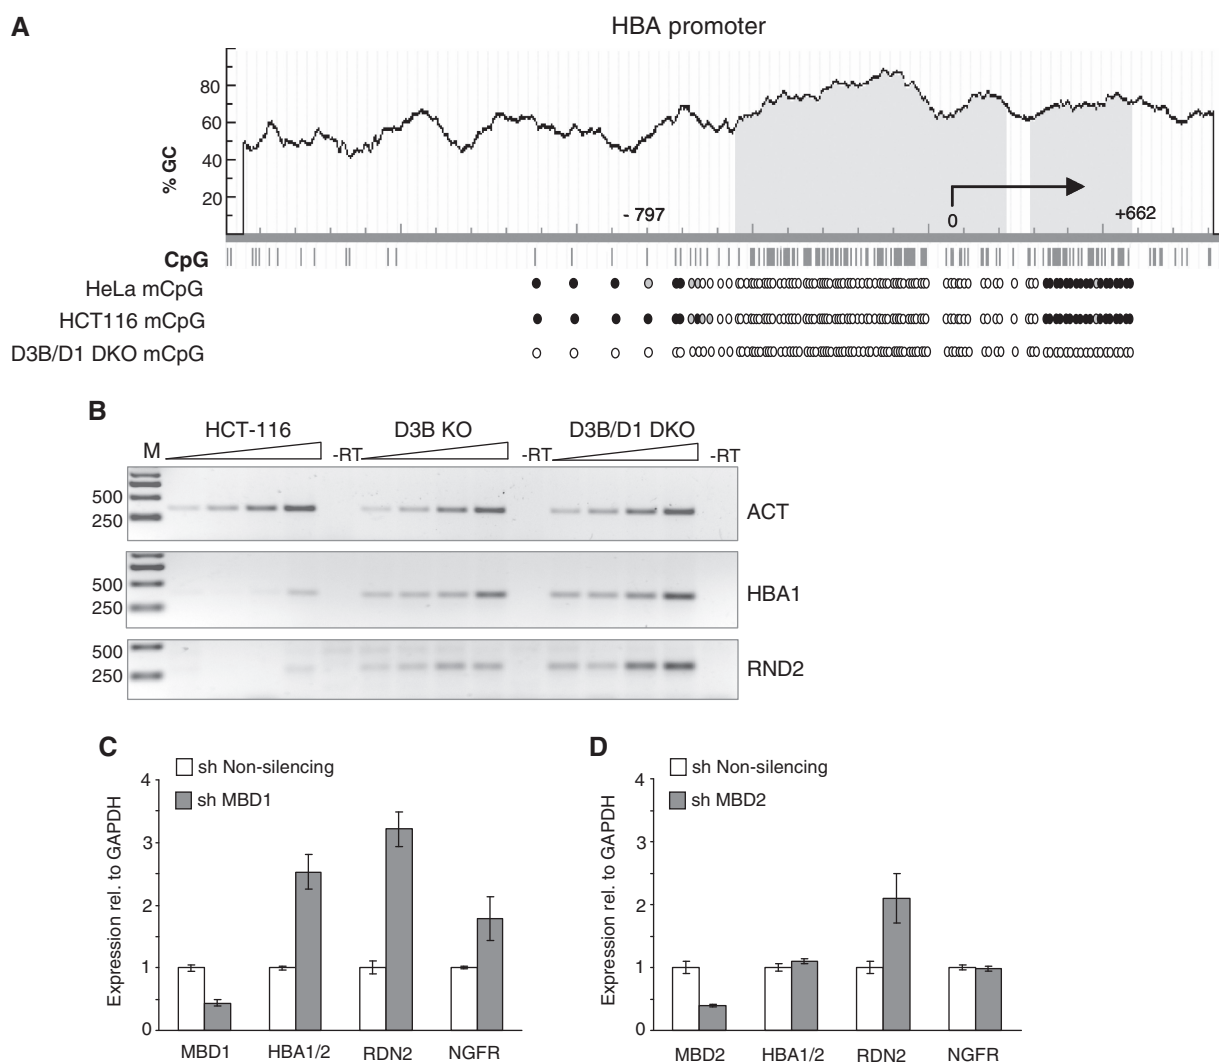 A
HBA promoter
80
60
40
20
% GC
- 797
0
+662
CpG
HeLa mCpG
HCT116 mCpG
D3B/D1 DKO mCpG
B
M
HCT-116
-RT
D3B KO
-RT
D3B/D1 DKO
-RT
500
250
ACT
500
250
HBA1
500
250
RND2
C
sh Non-silencing
sh MBD1
Expression rel. to GAPDH
4
3
2
1
0
MBD1
HBA1/2
RDN2
NGFR
D
sh Non-silencing
sh MBD2
Expression rel. to GAPDH
4
3
2
1
0
MBD2
HBA1/2
RDN2
NGFR